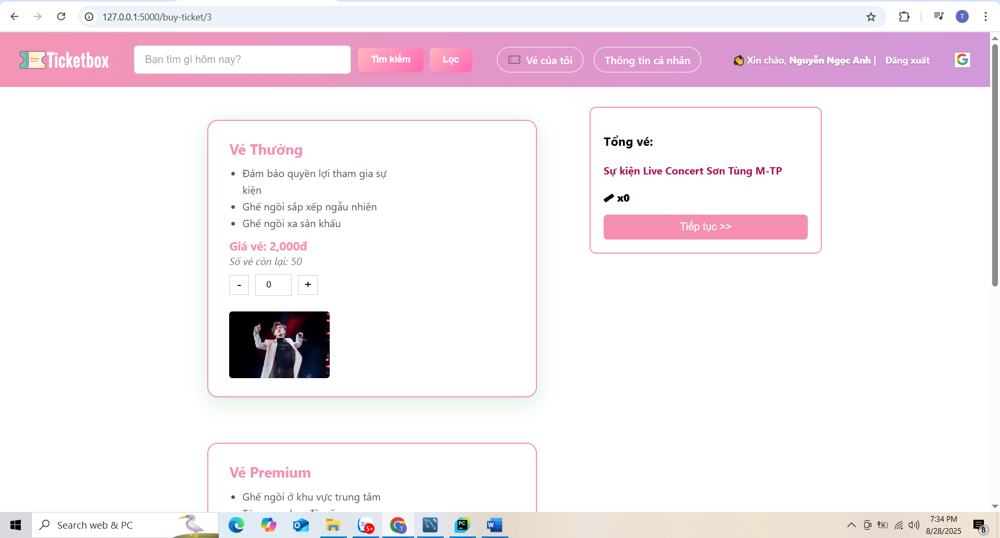 127.0.0.1:5000/buy-ticket/3
T
Ticketbox
Bạn tìm gì hôm nay?
Tìm kiếm
Lọc
Vé của tôi
Thông tin cá nhân
👋 Xin chào, Nguyễn Ngọc Anh |
Đăng xuất
G
Vé Thường
Đảm bảo quyền lợi tham gia sự
kiện
Ghế ngồi sắp xếp ngẫu nhiên
Ghế ngồi xa sân khấu
Giá vé: 2,000đ
Số vé còn lại: 50
- 0 +
Tổng vé:
Sự kiện Live Concert Sơn Tùng M-TP
x0
Tiếp tục >>
Vé Premium
Ghế ngồi ở khu vực trung tâm
Search web & PC
Zalo
5+
T
PC
W
7:34 PM
8/28/2025
8